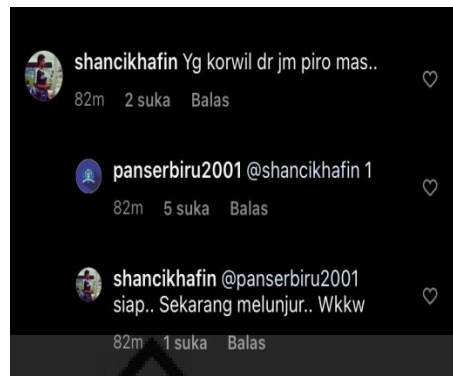 shancikhafin Yg korwil dr jm piro mas..
82m 2 suka Balas
panserbiru2001 @shancikhafin 1
82m 5 suka Balas
shancikhafin @panserbiru2001
siap.. Sekarang melunjur.. Wkkw
82m 1 suka Balas